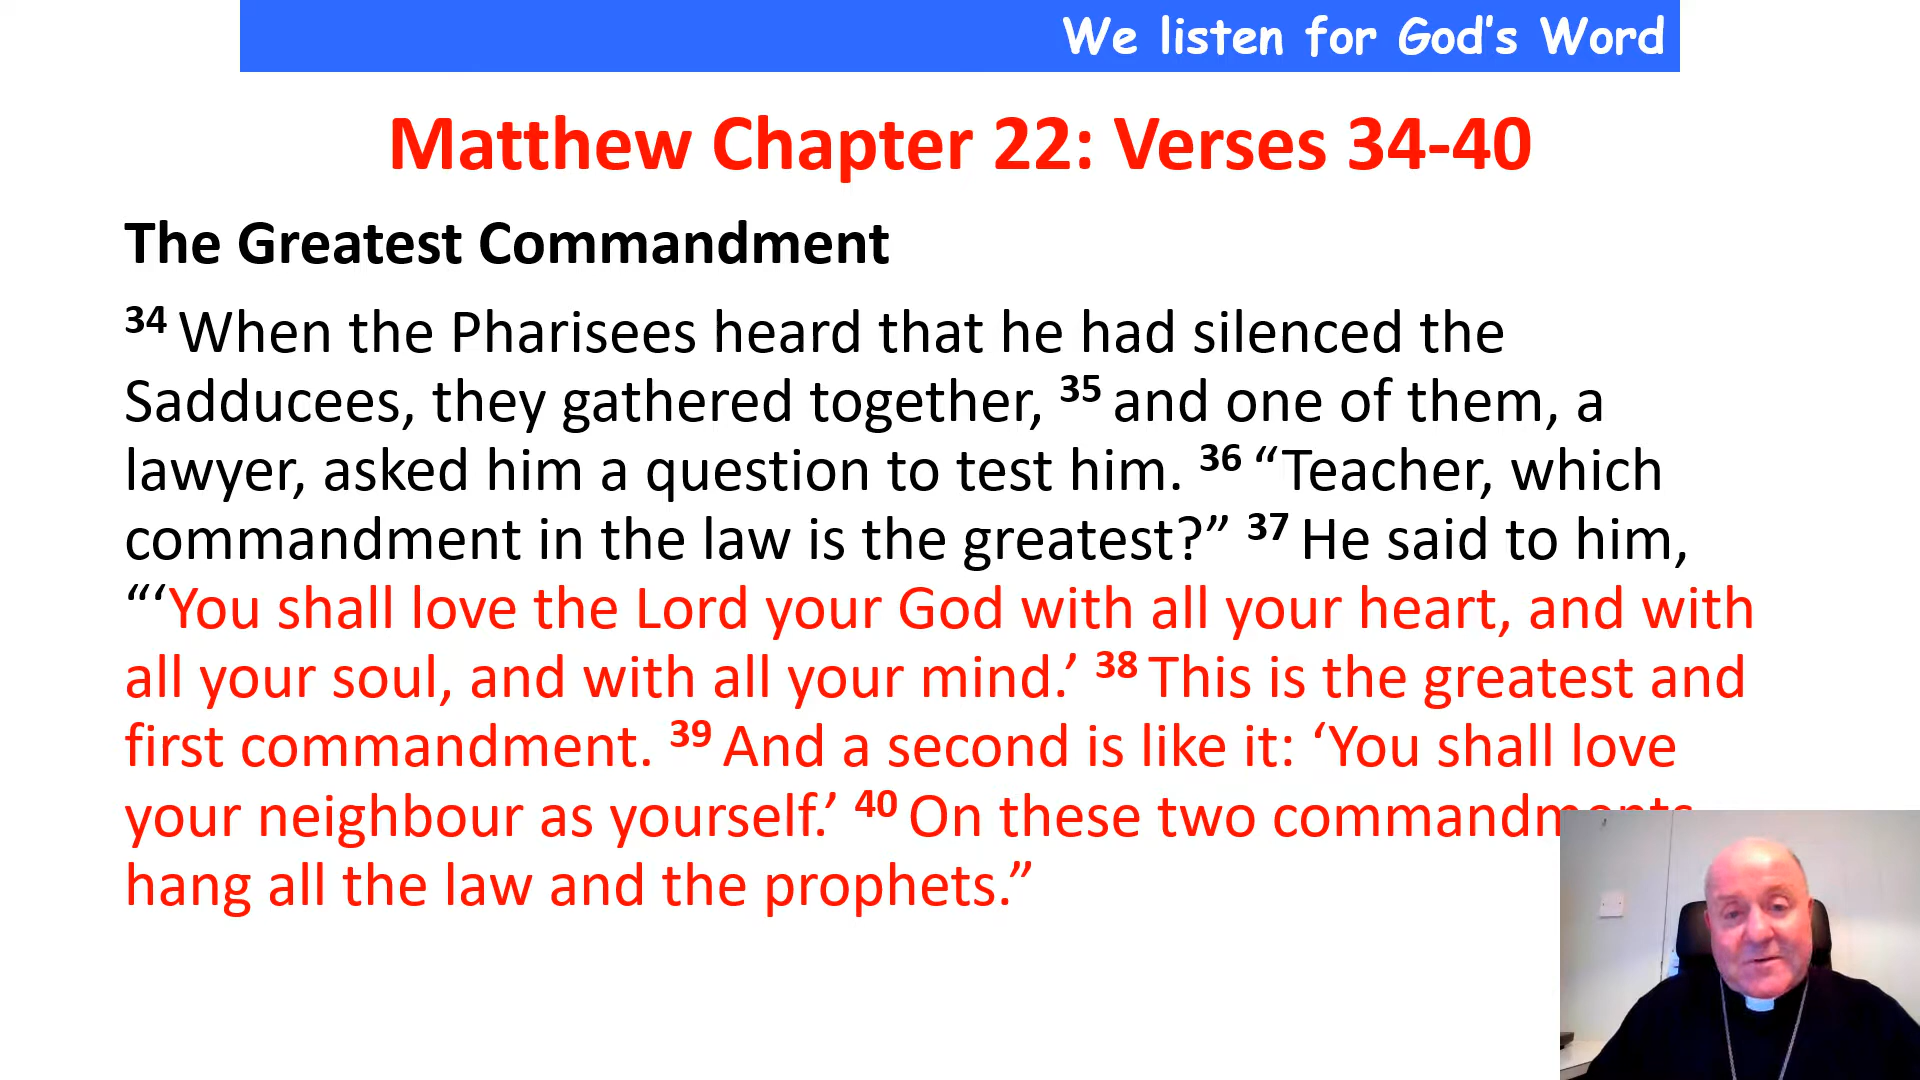 We listen for God's Word
Matthew Chapter 22: Verses 34-40
The Greatest Commandment
34 When the Pharisees heard that he had silenced the
Sadducees, they gathered together, 35 and one of them, a
lawyer, asked him a question to test him. 36 “Teacher, which
commandment in the law is the greatest?” 37 He said to him,
“‘You shall love the Lord your God with all your heart, and with
all your soul, and with all your mind.’ 38 This is the greatest and
first commandment. 39 And a second is like it: ‘You shall love
your neighbour as yourself.’ 40 On these two commandments
hang all the law and the prophets.”